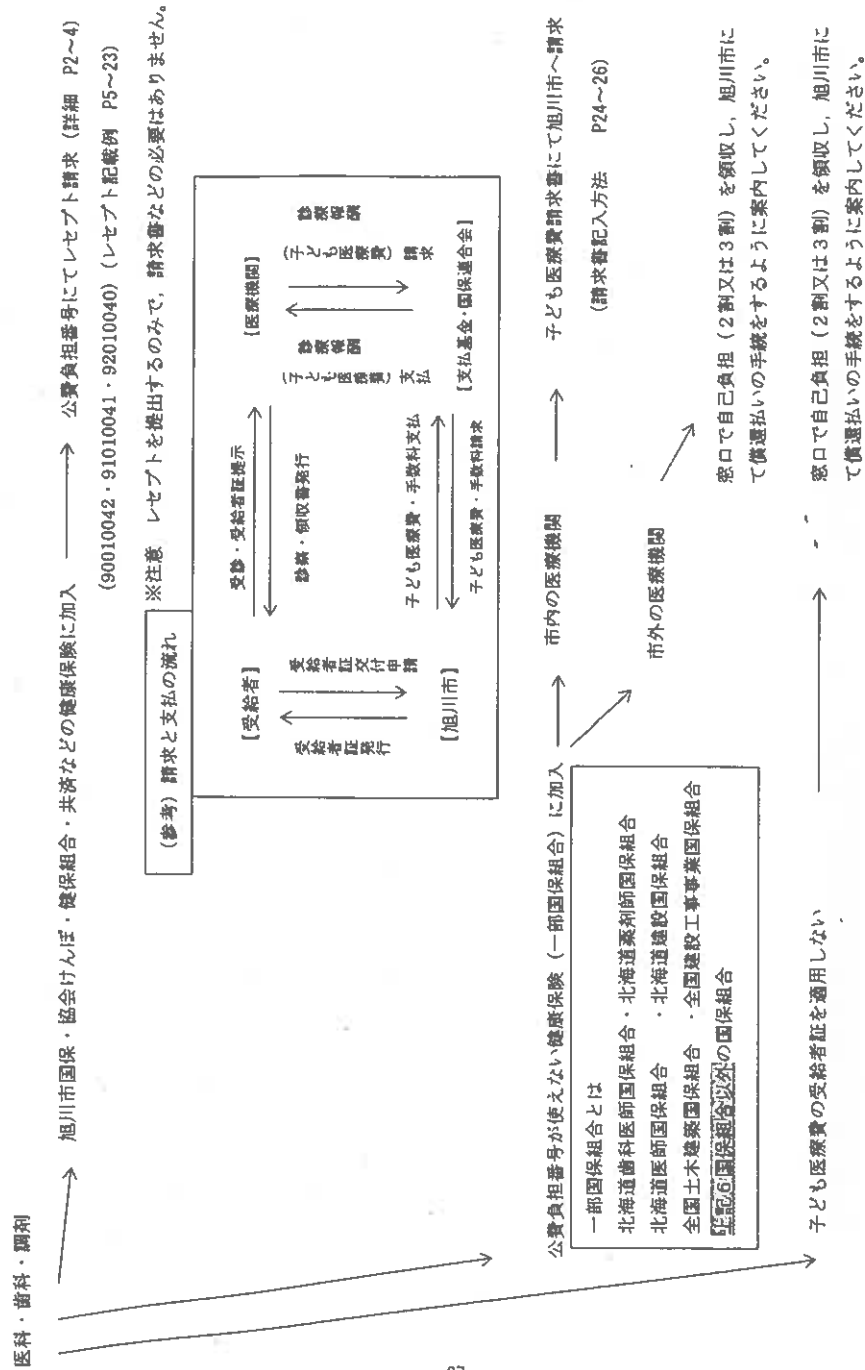 医科・歯科・調剤
旭川市国保・協会けんぽ・健保組合・共済などの健康保険に加入
公費負担番号にてレセプト請求(詳細 P2~4)
(90010042・91010041・92010040)(レセプト記載例 P5~23)
※注意 レセプトを提出するのみで,請求書などの必要はありません。
(参考)請求と支払の流れ
[受給者]
受診・受給者証提示
診察・領収書発行
[医療機関]
受給者証発行
受給者証交付申請
診療報酬
(子ども医療費)支払
診療報酬
(子ども医療費)請求
[旭川市]
子ども医療費・手数料支払
子ども医療費・手数料請求
[支払基金・国保連合会]
公費負担番号が使えない健康保険(一部国保組合)に加入
市内の医療機関
子ども医療費請求書にて旭川市へ請求
(請求書記入方法 P24~26)
一部国保組合とは
北海道歯科医師国保組合・北海道薬剤師国保組合
北海道医師国保組合 ・北海道建設国保組合
全国土木建築国保組合 ・全国建設工事事業国保組合
上記6国保組合以外の国保組合
市外の医療機関
窓口で自己負担(2割又は3割)を領収し,旭川市に
て償還払いの手続をするように案内してください。
子ども医療費の受給者証を適用しない
窓口で自己負担(2割又は3割)を領収し,旭川市に
て償還払いの手続をするように案内してください。